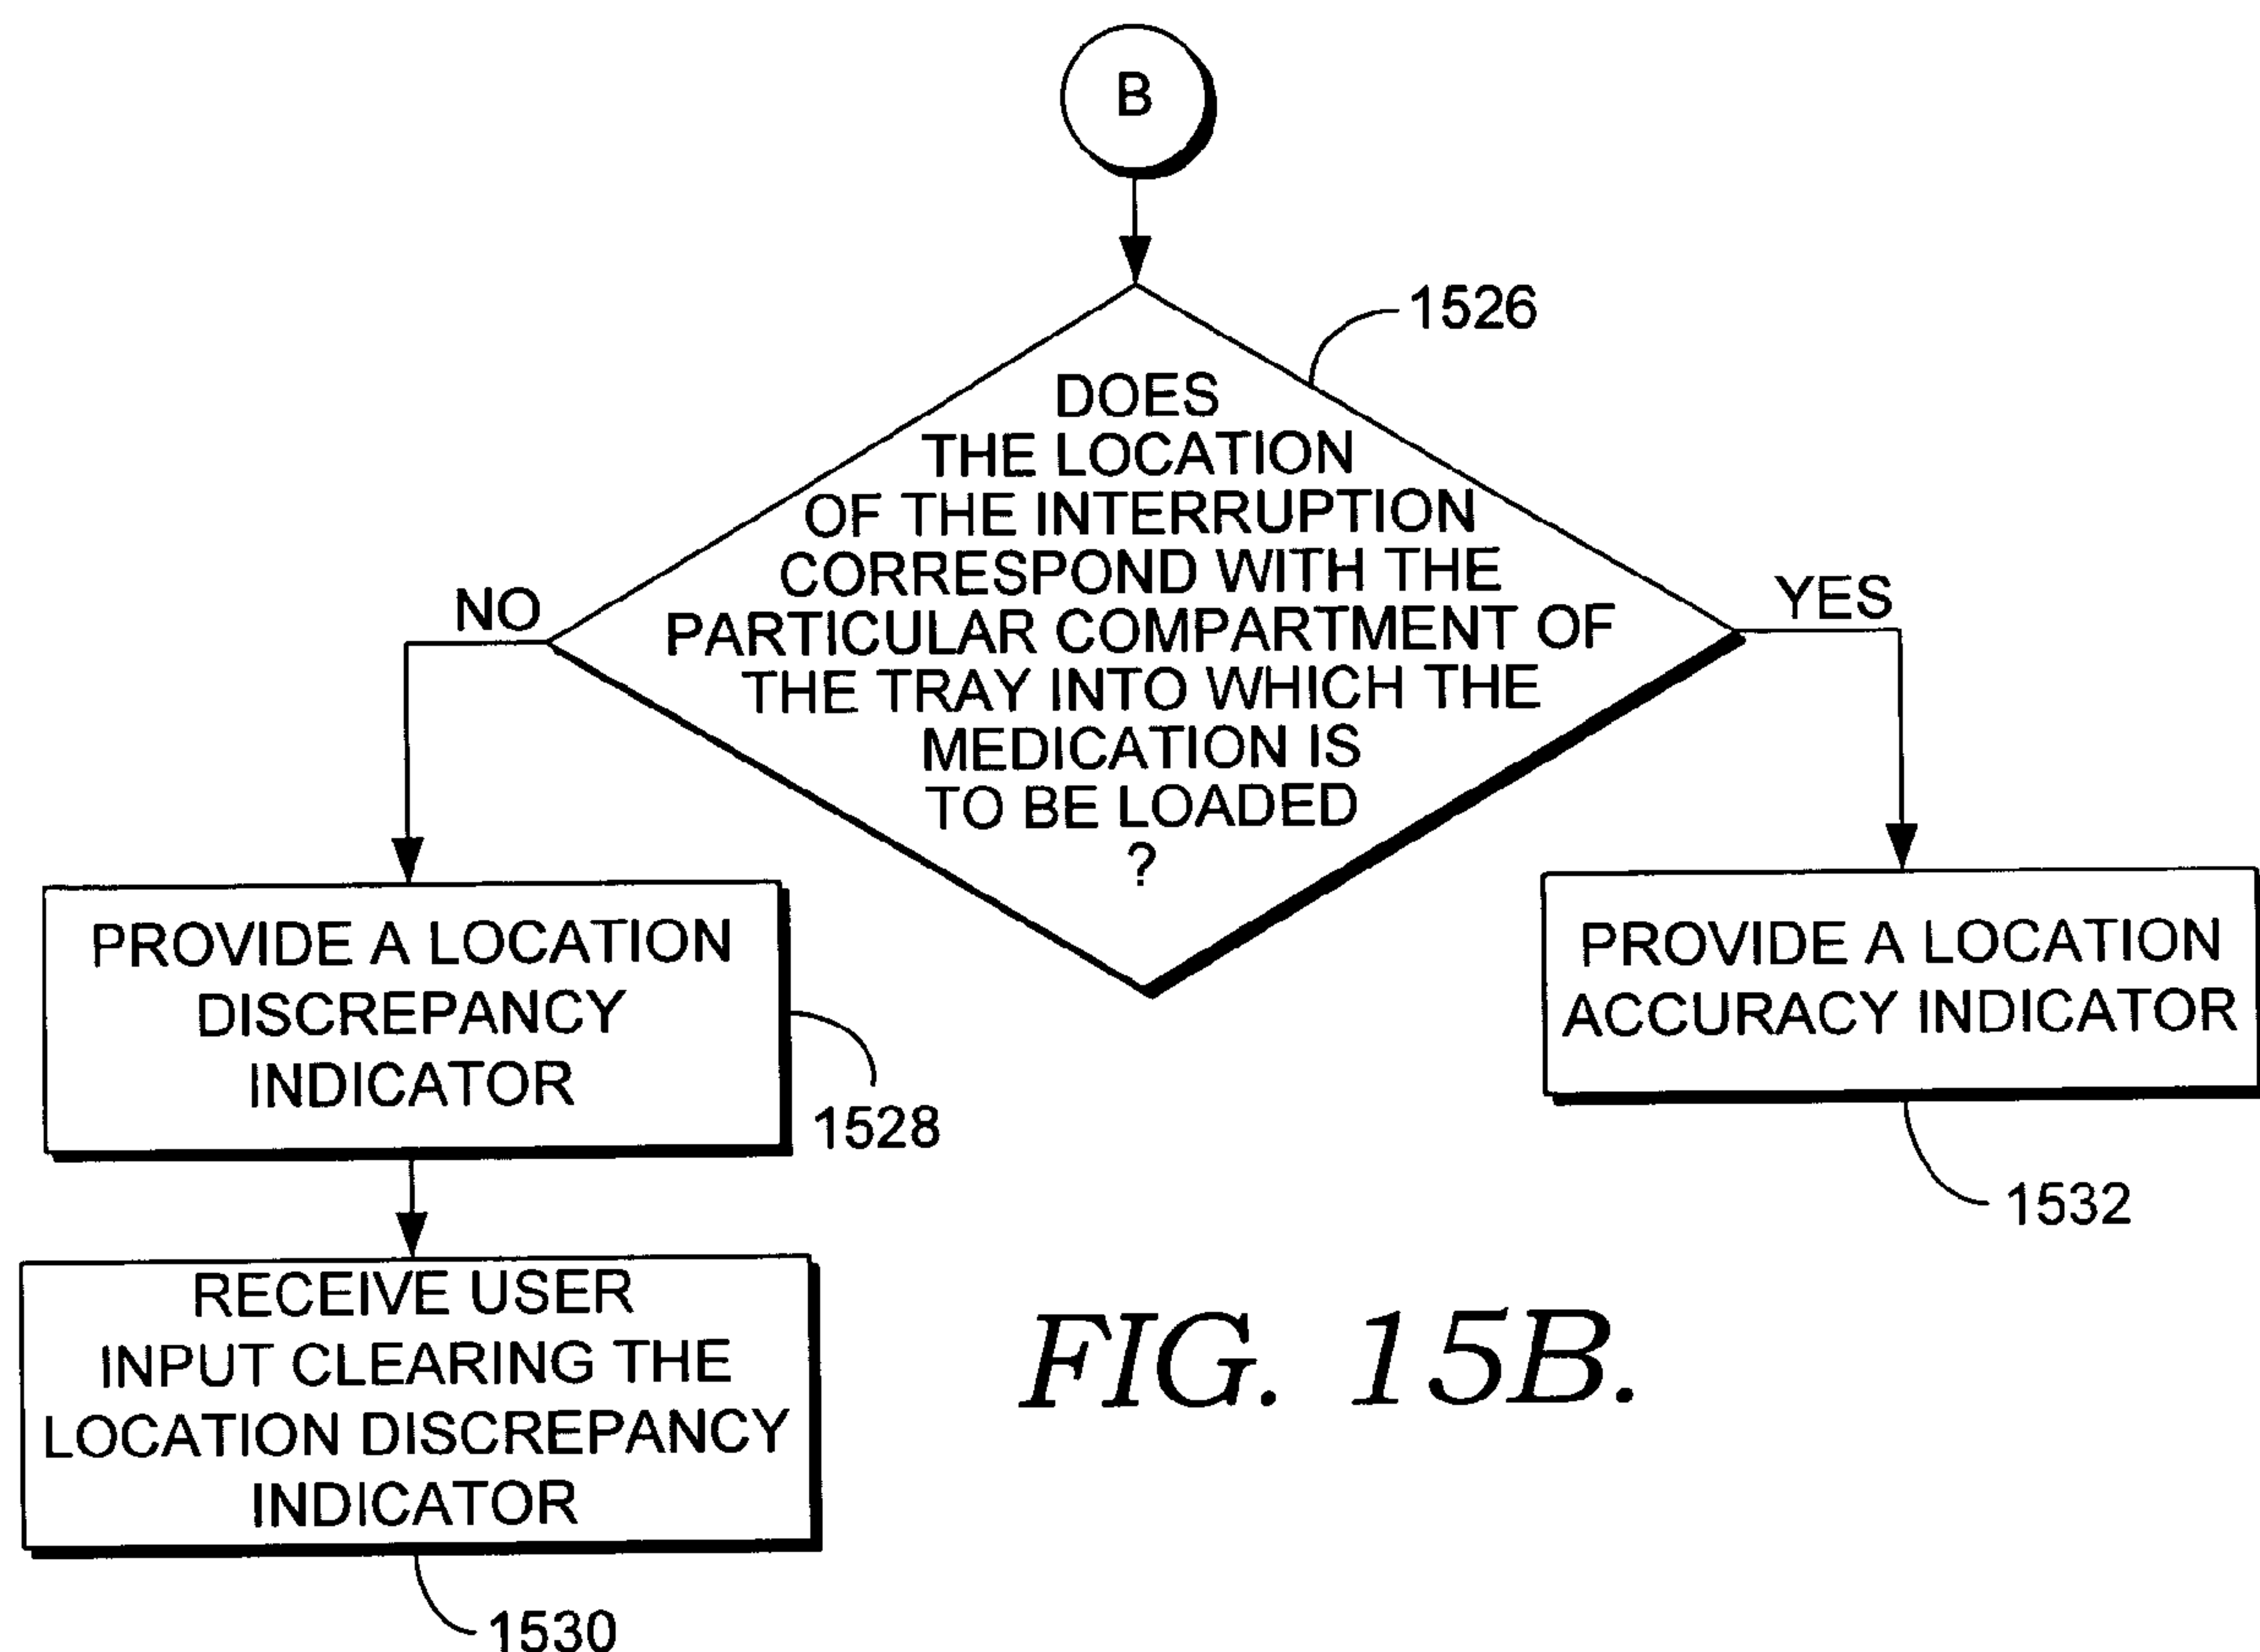 B
1526
DOES
THE LOCATION
OF THE INTERRUPTION
CORRESPOND WITH THE
PARTICULAR COMPARTMENT OF
THE TRAY INTO WHICH THE
MEDICATION IS
TO BE LOADED
?
NO
YES
PROVIDE A LOCATION
DISCREPANCY
INDICATOR
1528
PROVIDE A LOCATION
ACCURACY INDICATOR
1532
RECEIVE USER
INPUT CLEARING THE
LOCATION DISCREPANCY
INDICATOR
1530
FIG. 15B.